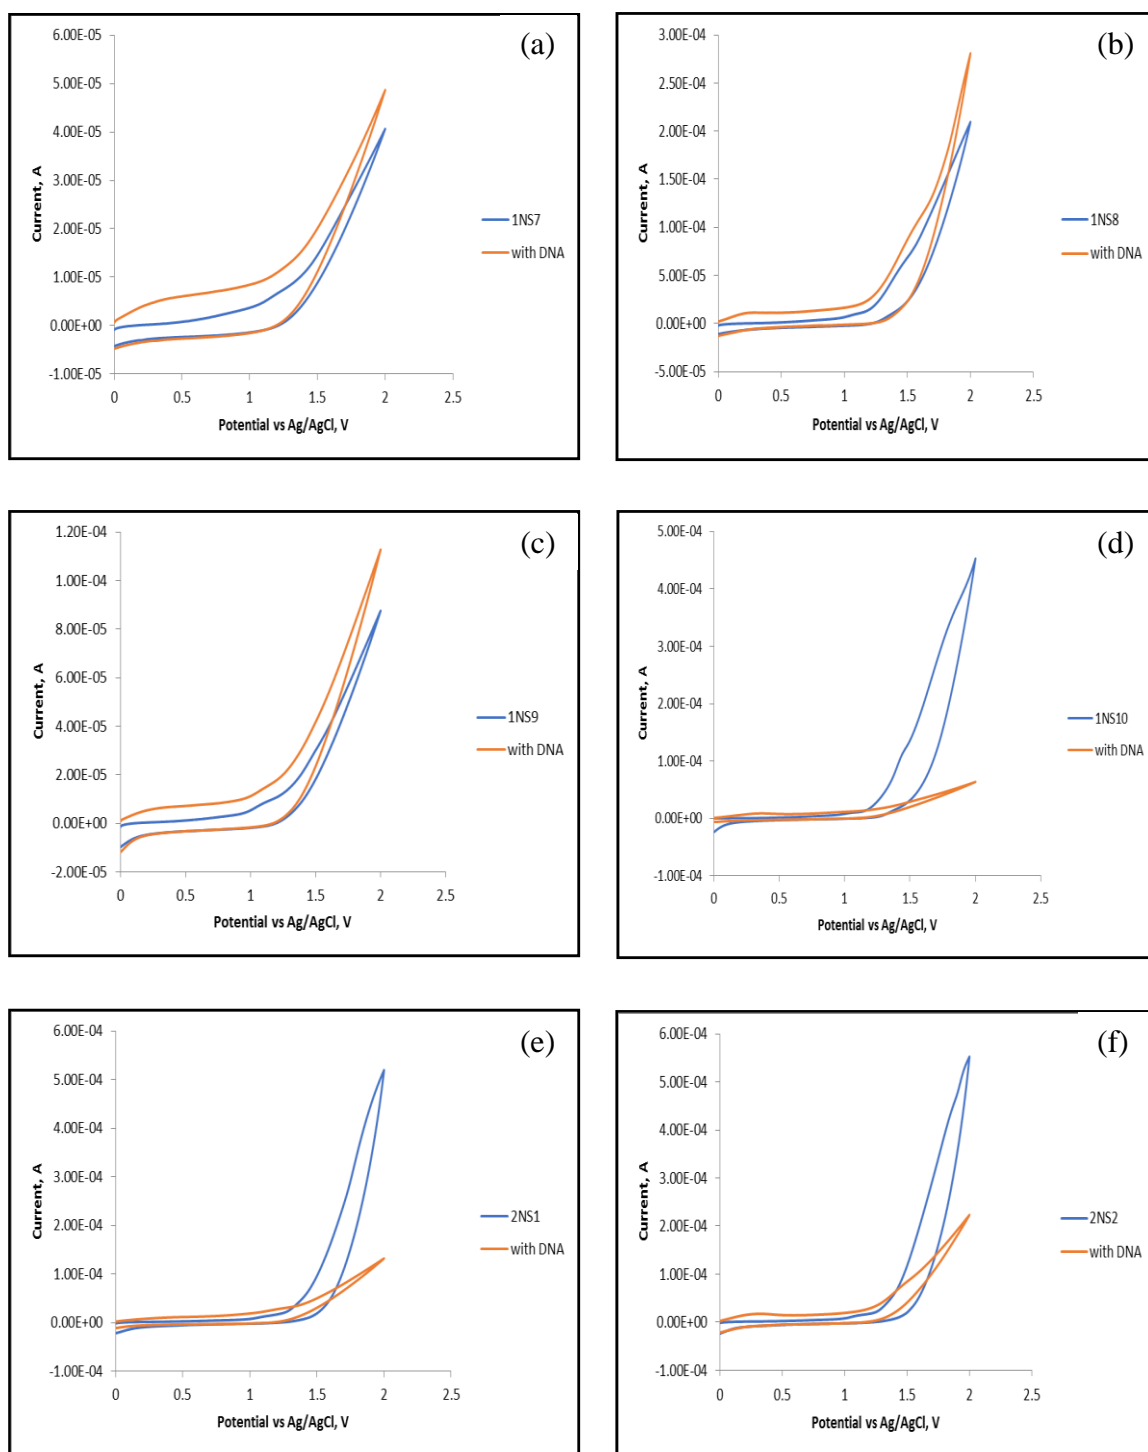 (a)
6.00E-05
5.00E-05
4.00E-05
3.00E-05
2.00E-05
1.00E-05
0.00E+00
-1.00E-05
Current, A
0 0.5 1 1.5 2 2.5
Potential vs Ag/AgCl, V
1NS7
with DNA
(b)
3.00E-04
2.50E-04
2.00E-04
1.50E-04
1.00E-04
5.00E-05
0.00E+00
-5.00E-05
Current, A
0 0.5 1 1.5 2 2.5
Potential vs Ag/AgCl, V
1NS8
with DNA
(c)
1.20E-04
1.00E-04
8.00E-05
6.00E-05
4.00E-05
2.00E-05
0.00E+00
-2.00E-05
Current, A
0 0.5 1 1.5 2 2.5
Potential vs Ag/AgCl, V
1NS9
with DNA
(d)
5.00E-04
4.00E-04
3.00E-04
2.00E-04
1.00E-04
0.00E+00
-1.00E-04
Current, A
0 0.5 1 1.5 2 2.5
Potential vs Ag/AgCl, V
1NS10
with DNA
(e)
6.00E-04
5.00E-04
4.00E-04
3.00E-04
2.00E-04
1.00E-04
0.00E+00
-1.00E-04
Current, A
0 0.5 1 1.5 2 2.5
Potential vs Ag/AgCl, V
2NS1
with DNA
(f)
6.00E-04
5.00E-04
4.00E-04
3.00E-04
2.00E-04
1.00E-04
0.00E+00
-1.00E-04
Current, A
0 0.5 1 1.5 2 2.5
Potential vs Ag/AgCl, V
2NS2
with DNA